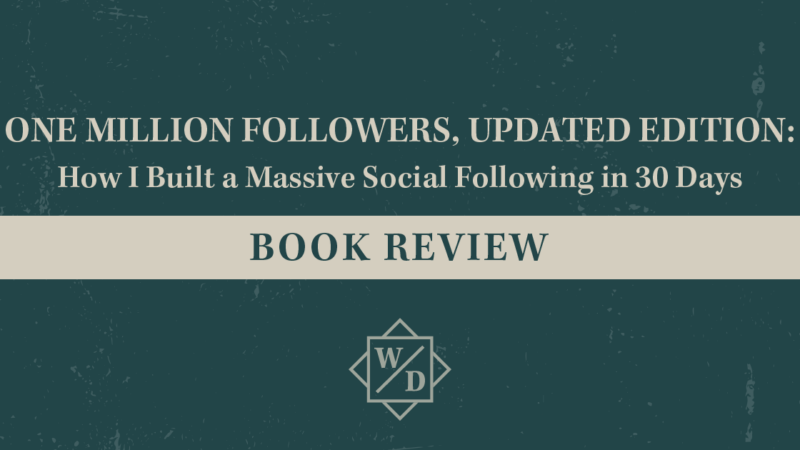 ONE MILLION FOLLOWERS, UPDATED EDITION:
How I Built a Massive Social Following in 30 Days
BOOK REVIEW
W/D